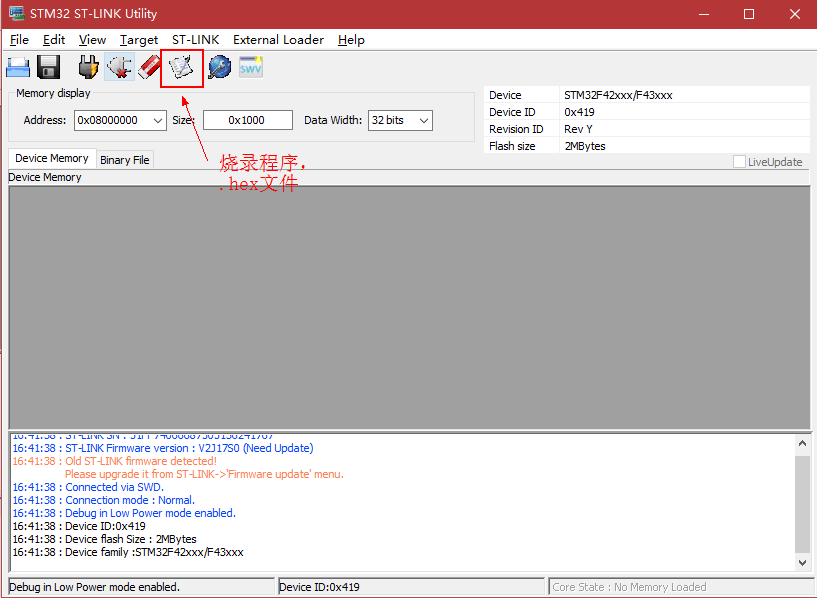 STM32 ST-LINK Utility
File Edit View Target ST-LINK External Loader Help
SWV
Memory display
Address: 0x08000000 Size: 0x1000 Data Width: 32 bits
Device STM32F42xxx/F43xxx
Device ID 0x419
Revision ID Rev Y
Flash size 2MBytes
LiveUpdate
Device Memory Binary File
烧录程序，
.hex文件
Device Memory
16:41:38 : ST-LINK Firmware version : V2J17S0 (Need Update)
16:41:38 : Old ST-LINK firmware detected!
Please upgrade it from ST-LINK->'Firmware update' menu.
16:41:38 : Connected via SWD.
16:41:38 : Connection mode : Normal.
16:41:38 : Debug in Low Power mode enabled.
16:41:38 : Device ID:0x419
16:41:38 : Device flash Size : 2MBytes
16:41:38 : Device family :STM32F42xxx/F43xxx
Debug in Low Power mode enabled. Device ID:0x419 Core State : No Memory Loaded